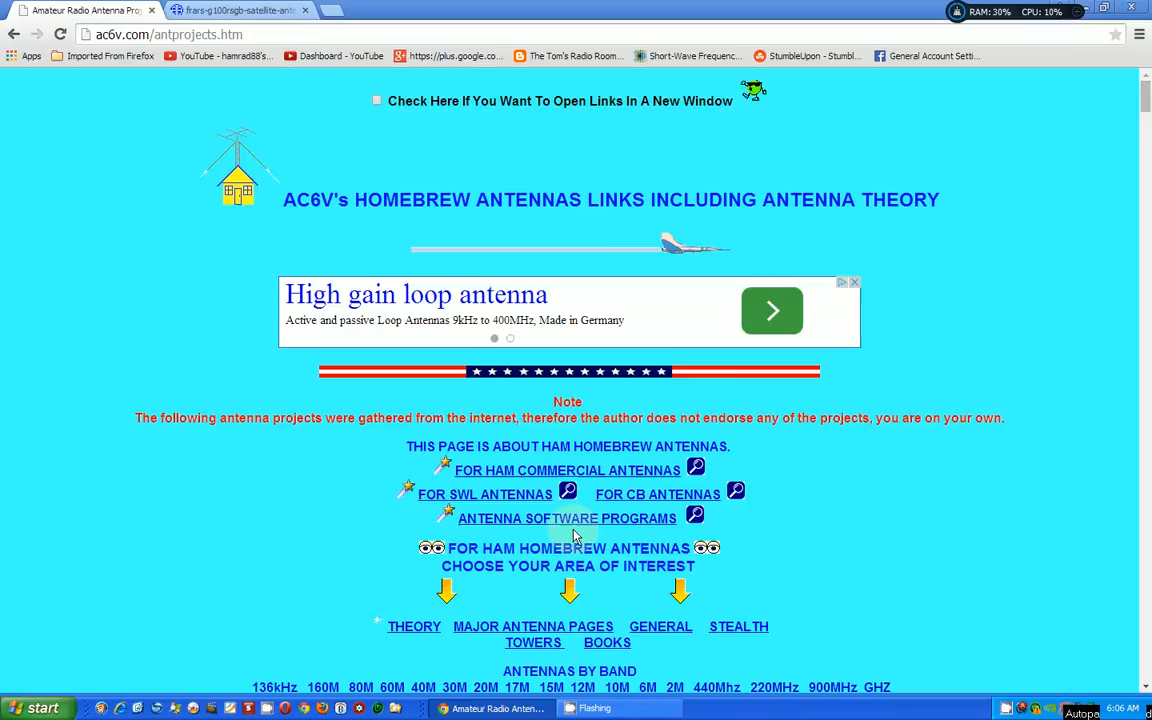 Amateur Radio Antenna Pro
frars-g100rsgb-satellite-ante
RAM: 30% CPU: 10%
ac6v.com/antprojects.htm
Apps Imported From Firefox YouTube - hamrad88's... Dashboard - YouTube https://plus.google.co... The Tom's Radio Room... Short-Wave Frequenc... StumbleUpon - Stumbl... General Account Setti...
Check Here If You Want To Open Links In A New Window
AC6V's HOMEBREW ANTENNAS LINKS INCLUDING ANTENNA THEORY
High gain loop antenna
Active and passive Loop Antennas 9kHz to 400MHz, Made in Germany
Note
The following antenna projects were gathered from the internet, therefore the author does not endorse any of the projects, you are on your own.
THIS PAGE IS ABOUT HAM HOMEBREW ANTENNAS.
FOR HAM COMMERCIAL ANTENNAS
FOR SWL ANTENNAS FOR CB ANTENNAS
ANTENNA SOFTWARE PROGRAMS
FOR HAM HOMEBREW ANTENNAS
CHOOSE YOUR AREA OF INTEREST
THEORY MAJOR ANTENNA PAGES GENERAL STEALTH
TOWERS BOOKS
ANTENNAS BY BAND
136kHz 160M 80M 60M 40M 30M 20M 17M 15M 12M 10M 6M 2M 440Mhz 220MHz 900MHz GHZ
start Amateur Radio Anten... Flashing 6:06 AM
Autopa